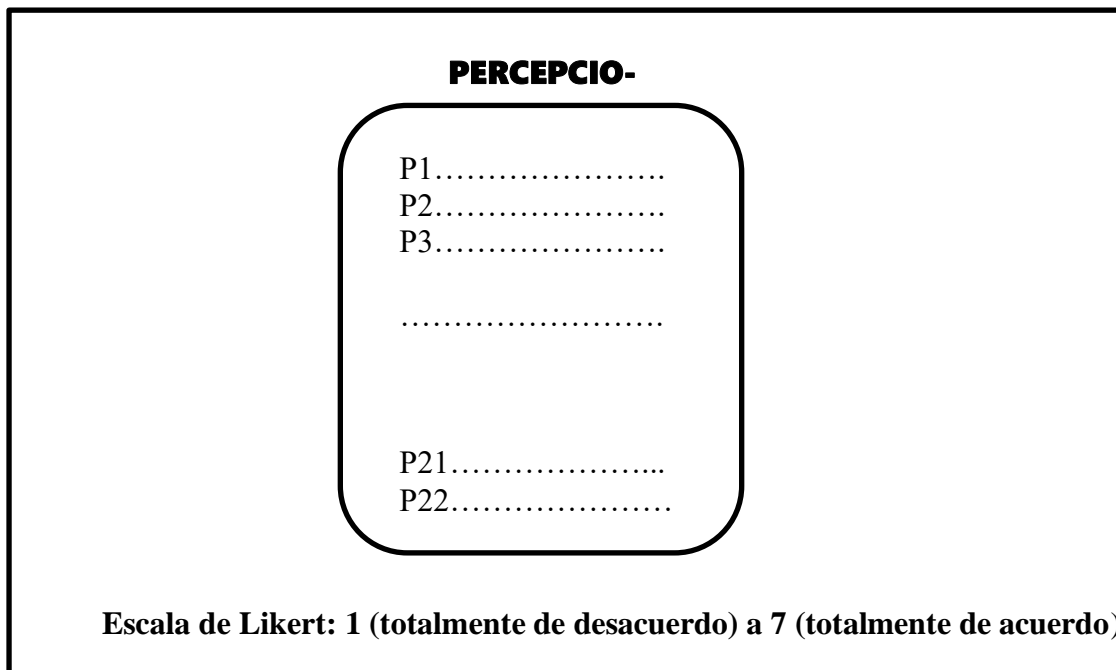 PERCEPCIO-
P1………………….
P2………………….
P3………………….
…………………….
P21………………...
P22…………………
Escala de Likert: 1 (totalmente de desacuerdo) a 7 (totalmente de acuerdo)